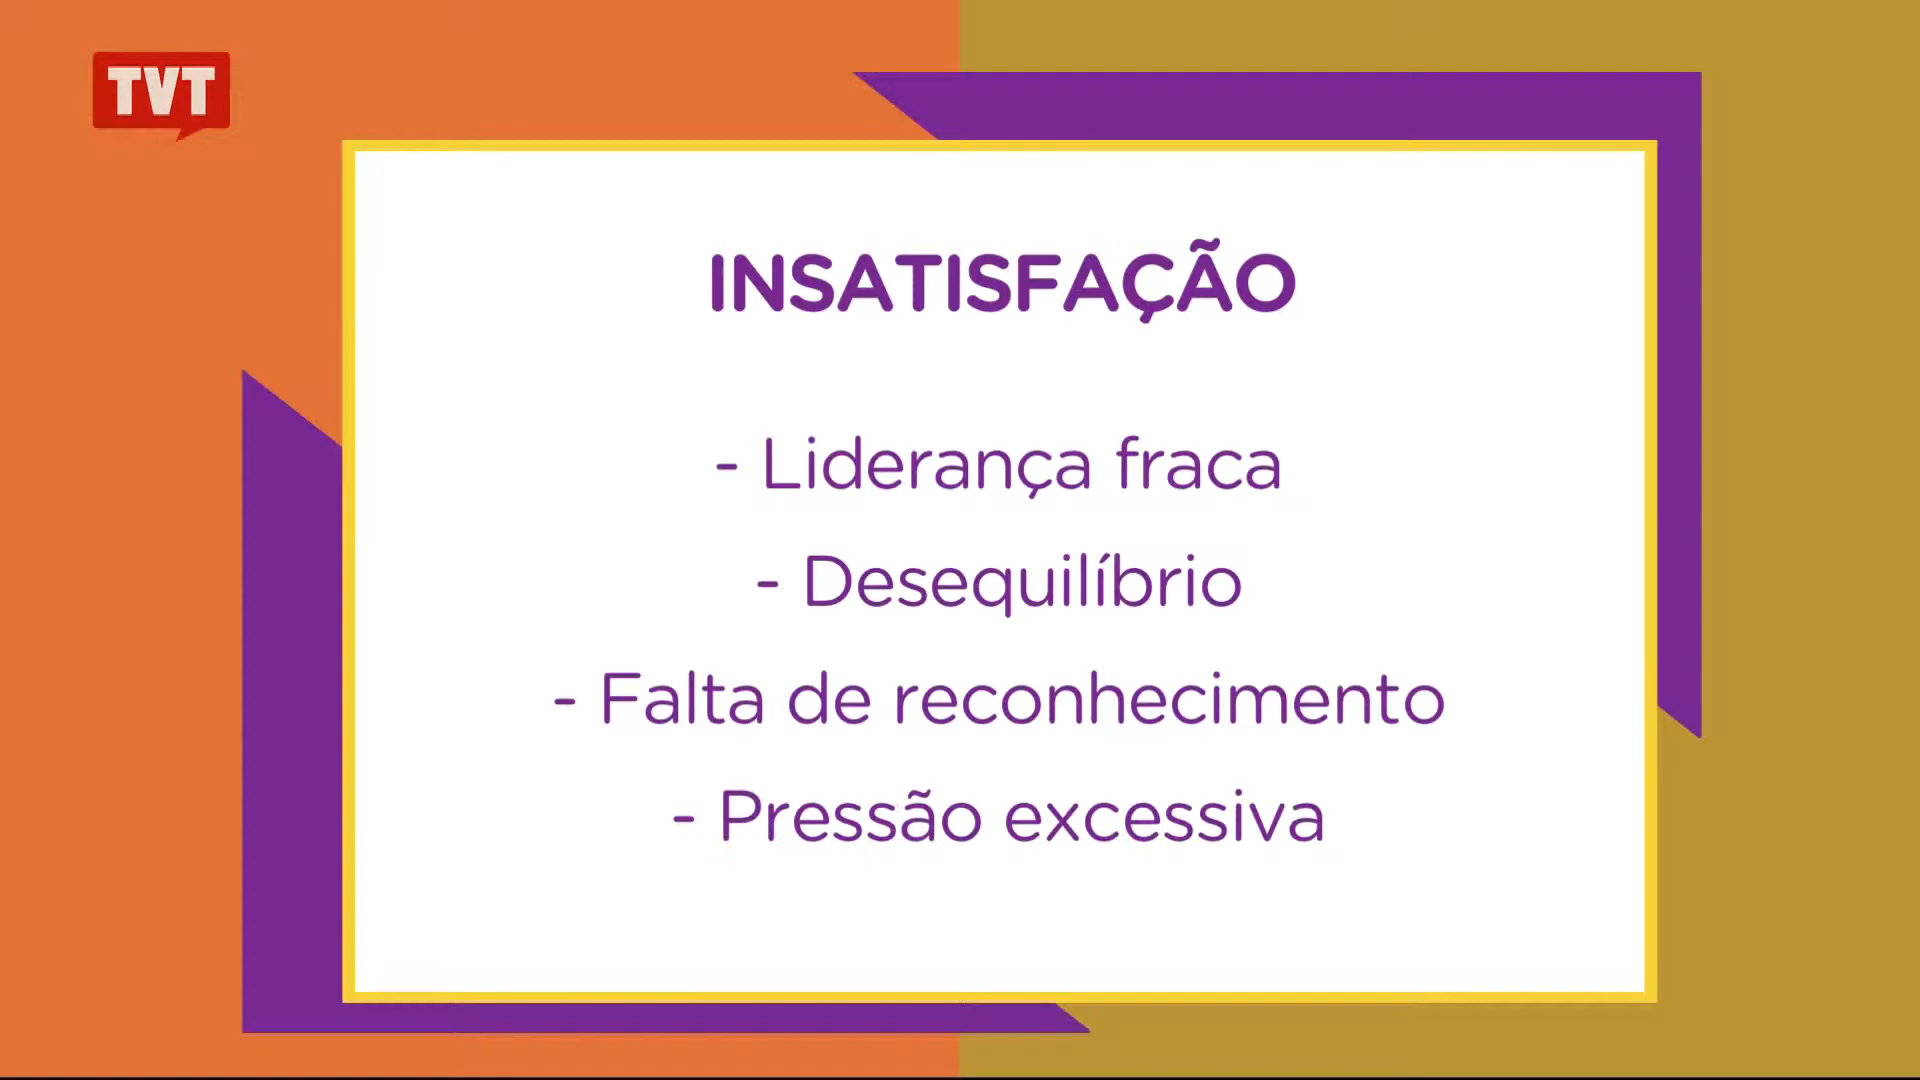 TVT
INSATISFAÇÃO
- Liderança fraca
- Desequilíbrio
- Falta de reconhecimento
- Pressão excessiva